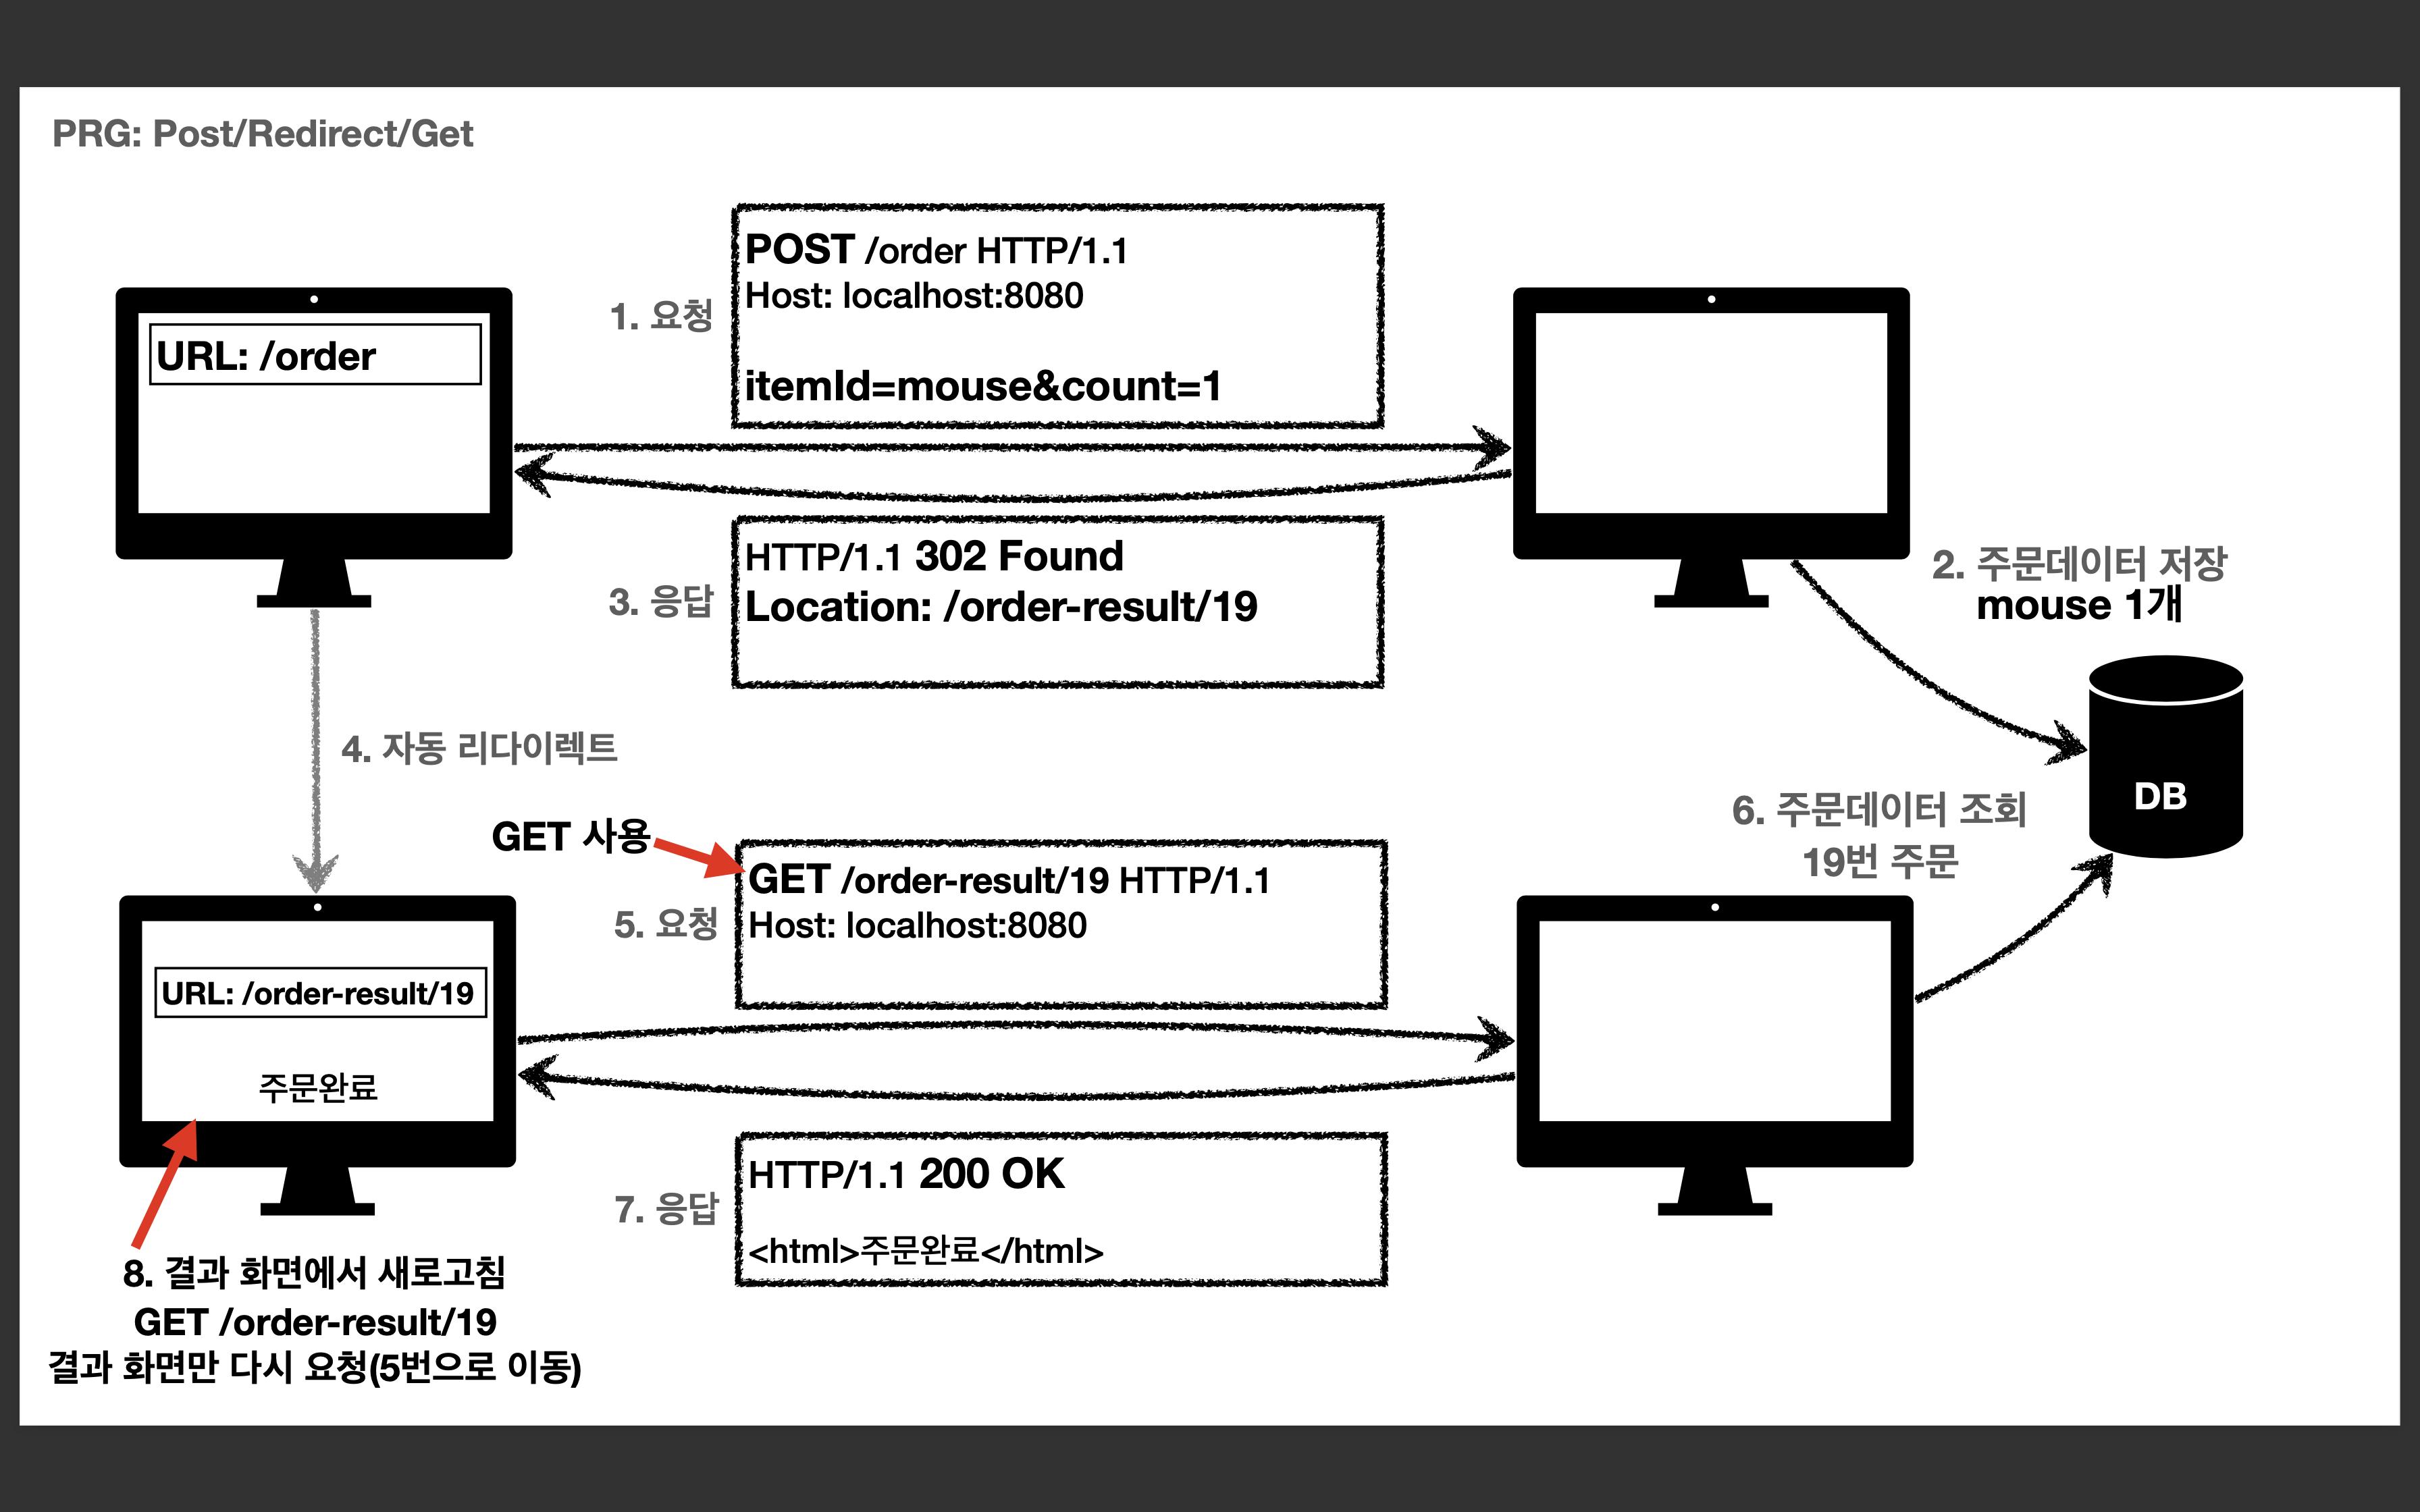 PRG: Post/Redirect/Get
URL: /order
1. 요청
POST /order HTTP/1.1
Host: localhost:8080
itemId=mouse&count=1
2. 주문데이터 저장
mouse 1개
3. 응답
HTTP/1.1 302 Found
Location: /order-result/19
4. 자동 리다이렉트
DB
GET 사용
5. 요청
GET /order-result/19 HTTP/1.1
Host: localhost:8080
6. 주문데이터 조회
19번 주문
URL: /order-result/19
주문완료
7. 응답
HTTP/1.1 200 OK
<html>주문완료</html>
8. 결과 화면에서 새로고침
GET /order-result/19
결과 화면만 다시 요청(5번으로 이동)